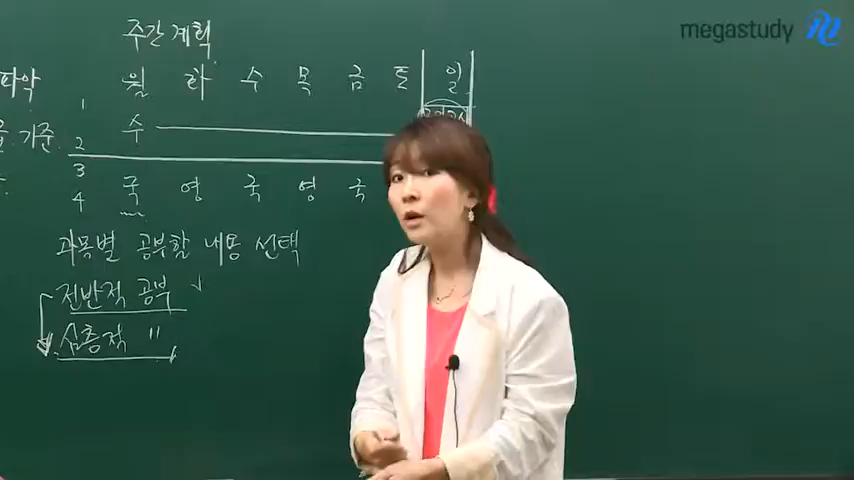 megastudy
주간 계획
파악
월 화 수 목 금 토 일
1
기준
수
2
3
4 국 영 국 영 국
과목별 공부할 내용 선택
전반적 공부
심층적 〃